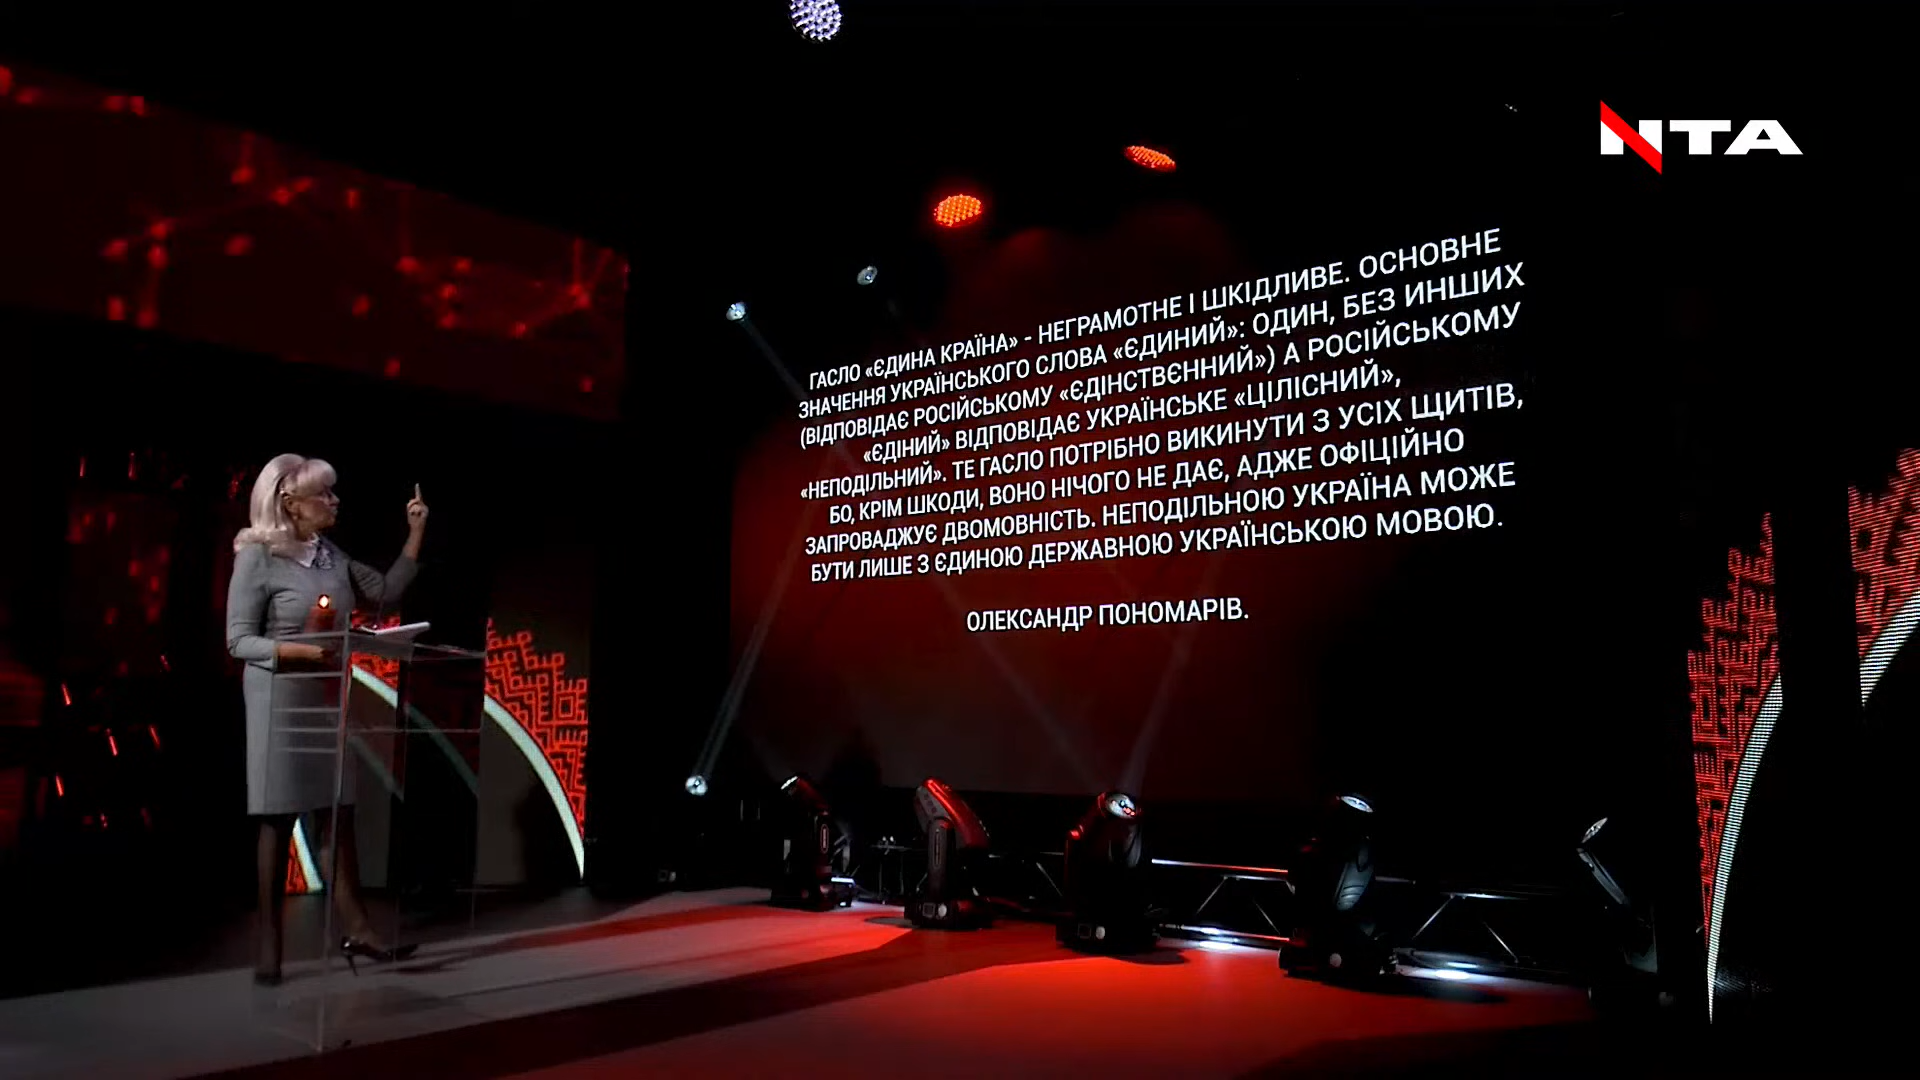 NTA
ГАСЛО «ЄДИНА КРАЇНА» - НЕГРАМОТНЕ І ШКІДЛИВЕ. ОСНОВНЕ
ЗНАЧЕННЯ УКРАЇНСЬКОГО СЛОВА «ЄДИНИЙ»: ОДИН, БЕЗ ИНШИХ
(ВІДПОВІДАЄ РОСІЙСЬКОМУ «ЄДІНСТВЄННИЙ») А РОСІЙСЬКОМУ
«ЄДІНИЙ» ВІДПОВІДАЄ УКРАЇНСЬКЕ «ЦІЛІСНИЙ»,
«НЕПОДІЛЬНИЙ». ТЕ ГАСЛО ПОТРІБНО ВИКИНУТИ З УСІХ ЩИТІВ,
БО, КРІМ ШКОДИ, ВОНО НІЧОГО НЕ ДАЄ, АДЖЕ ОФІЦІЙНО
ЗАПРОВАДЖУЄ ДВОМОВНІСТЬ. НЕПОДІЛЬНОЮ УКРАЇНА МОЖЕ
БУТИ ЛИШЕ З ЄДИНОЮ ДЕРЖАВНОЮ УКРАЇНСЬКОЮ МОВОЮ.
ОЛЕКСАНДР ПОНОМАРІВ.